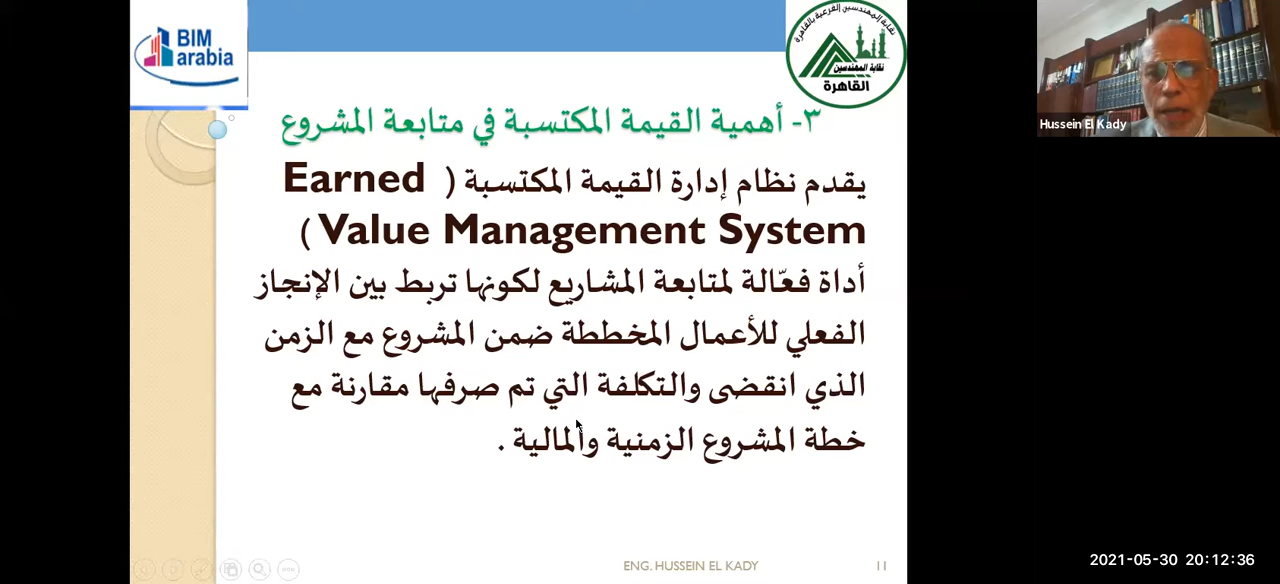 BIM
arabia
نقابة المهندسين الفرعية بالقاهرة
نقابة المهندسين
القاهرة
Hussein El Kady
٣- أهمية القيمة المكتسبة في متابعة المشروع
يقدم نظام إدارة القيمة المكتسبة ( Earned
Value Management System )
أداة فعّالة لمتابعة المشاريع لكونها تربط بين الإنجاز
الفعلي للأعمال المخططة ضمن المشروع مع الزمن
الذي انقضى والتكلفة التي تم صرفها مقارنة مع
خطة المشروع الزمنية والمالية .
ENG. HUSSEIN EL KADY
11
2021-05-30 20:12:36